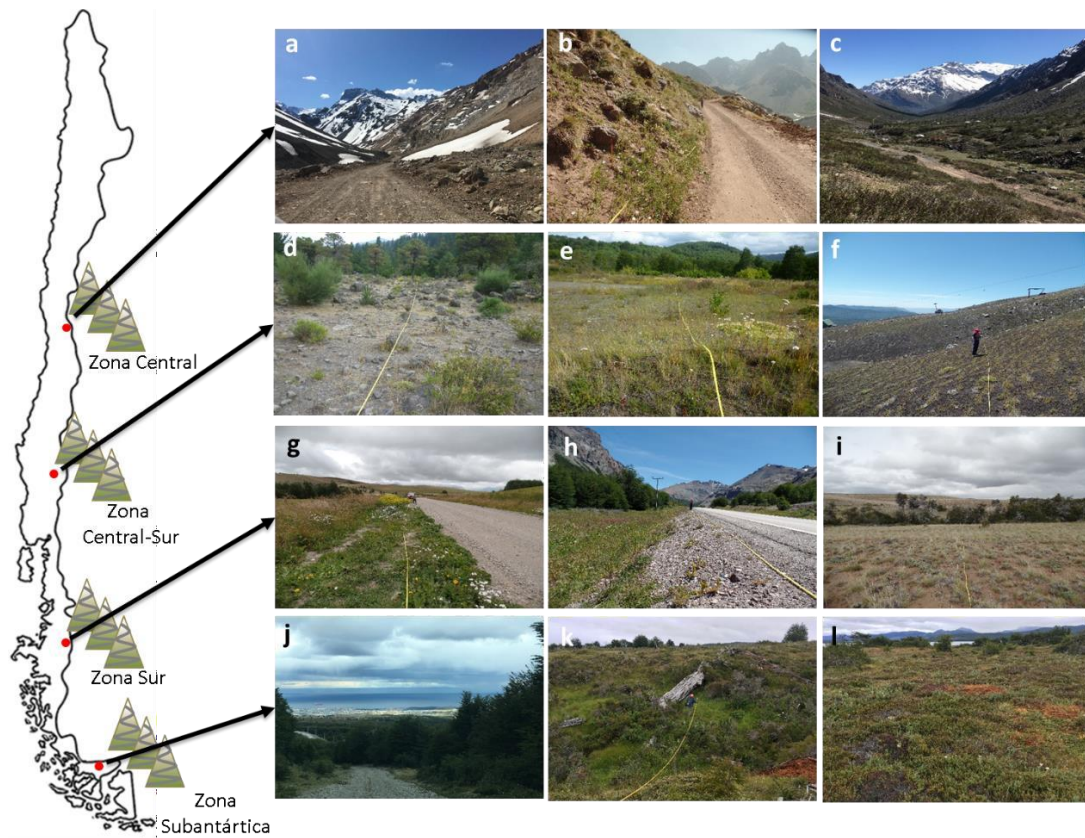 a
b
c
d
e
f
Zona Central
g
h
i
Zona
Central-Sur
j
k
l
Zona Sur
Zona
Subantártica